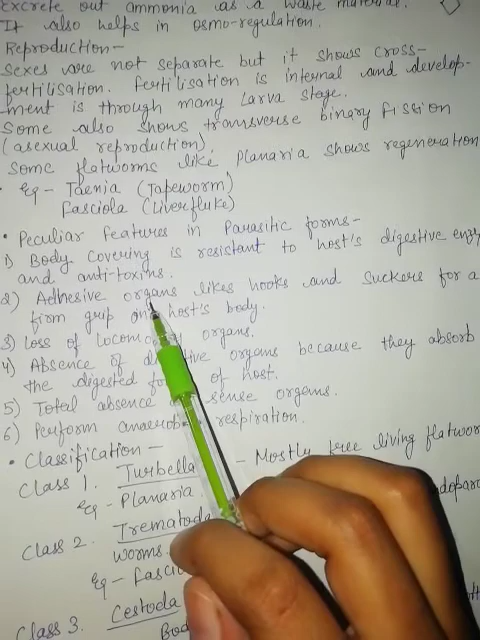 Excrete out ammonia as a waste material.
It also helps in osmo-regulation.
Reproduction-
Sexes are not separate but it shows cross-
fertilisation. Fertilisation is internal and develop-
ment is through many Larva stage.
Some also shows transverse binary fission
(asexual reproduction).
Some flatworms like Planaria shows regeneration
Eg- Taenia (Tapeworm)
Fasciola (Liverfluke)
• Peculiar features in Parasitic forms-
1) Body Covering is resistant to host's digestive enz
and anti-toxins.
2) Adhesive organs likes hooks and suckers for a
firm grip on host's body.
3) Loss of organs.
4) Absence of organs because they absorb
the digested of host.
5) Total absence sense organs.
6) Perform respiration.
• Classification-
Class 1. Turbella - Mostly free living flatwor
Eg- Planaria
Class 2. Trematoda
worms.
Eg- Fasci
Class 3. Cestoda